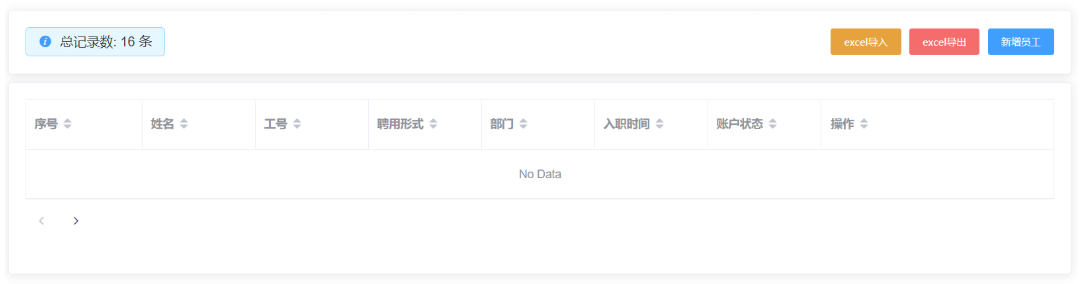 总记录数: 16 条
excel导入 excel导出 新增员工
序号 姓名 工号 聘用形式 部门 入职时间 账户状态 操作
No Data